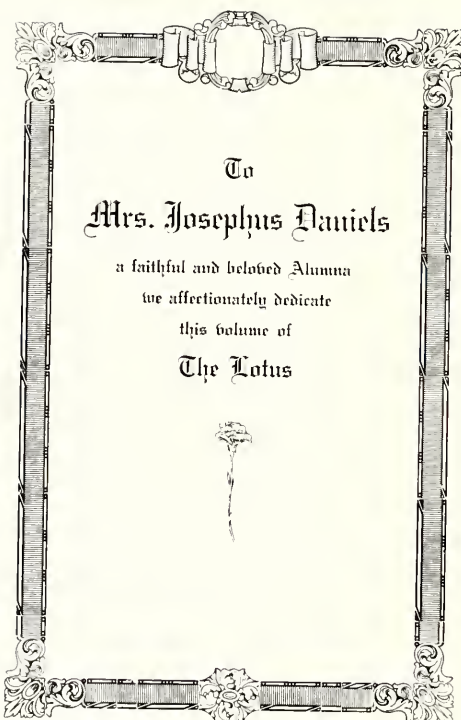 To
Mrs. Josephus Daniels
a faithful and beloved Alumna
we affectionately dedicate
this volume of
The Lotus